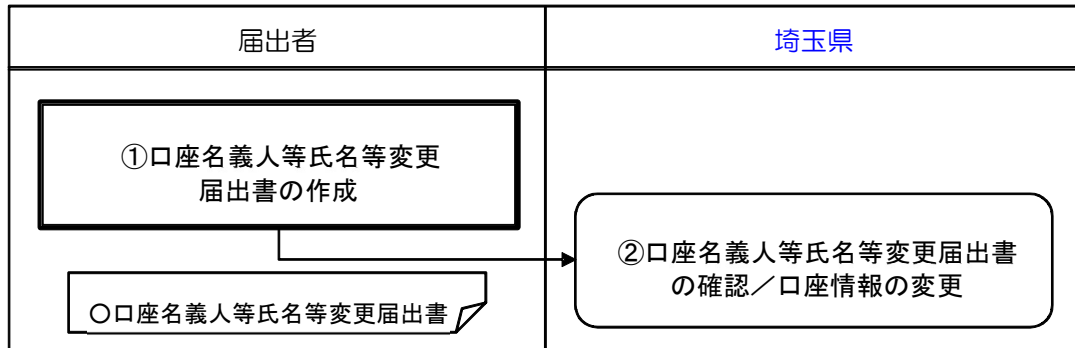 届出者
埼玉県
①口座名義人等氏名等変更
届出書の作成
②口座名義人等氏名等変更届出書
の確認／口座情報の変更
〇口座名義人等氏名等変更届出書